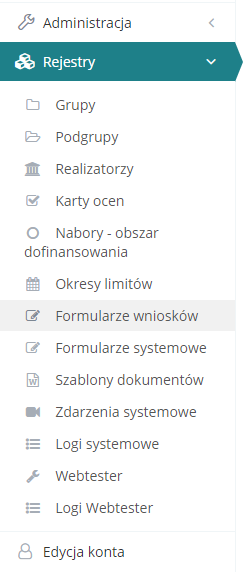 Administracja
Rejestry
Grupy
Podgrupy
Realizatorzy
Karty ocen
Nabory - obszar
dofinansowania
Okresy limitów
Formularze wniosków
Formularze systemowe
Szablony dokumentów
Zdarzenia systemowe
Logi systemowe
Webtester
Logi Webtester
Edycja konta